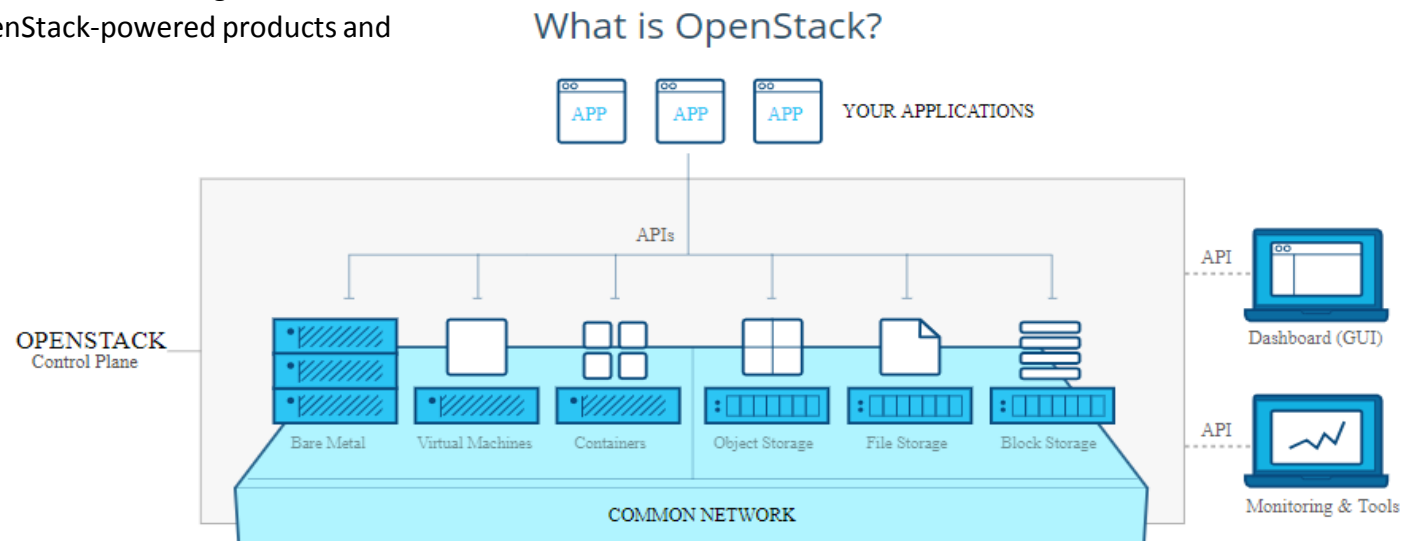 enStack-powered products and
What is OpenStack?
APP APP APP YOUR APPLICATIONS
APIs
API
OPENSTACK
Control Plane
Dashboard (GUI)
Bare Metal Virtual Machines Containers Object Storage File Storage Block Storage
API
COMMON NETWORK
Monitoring & Tools